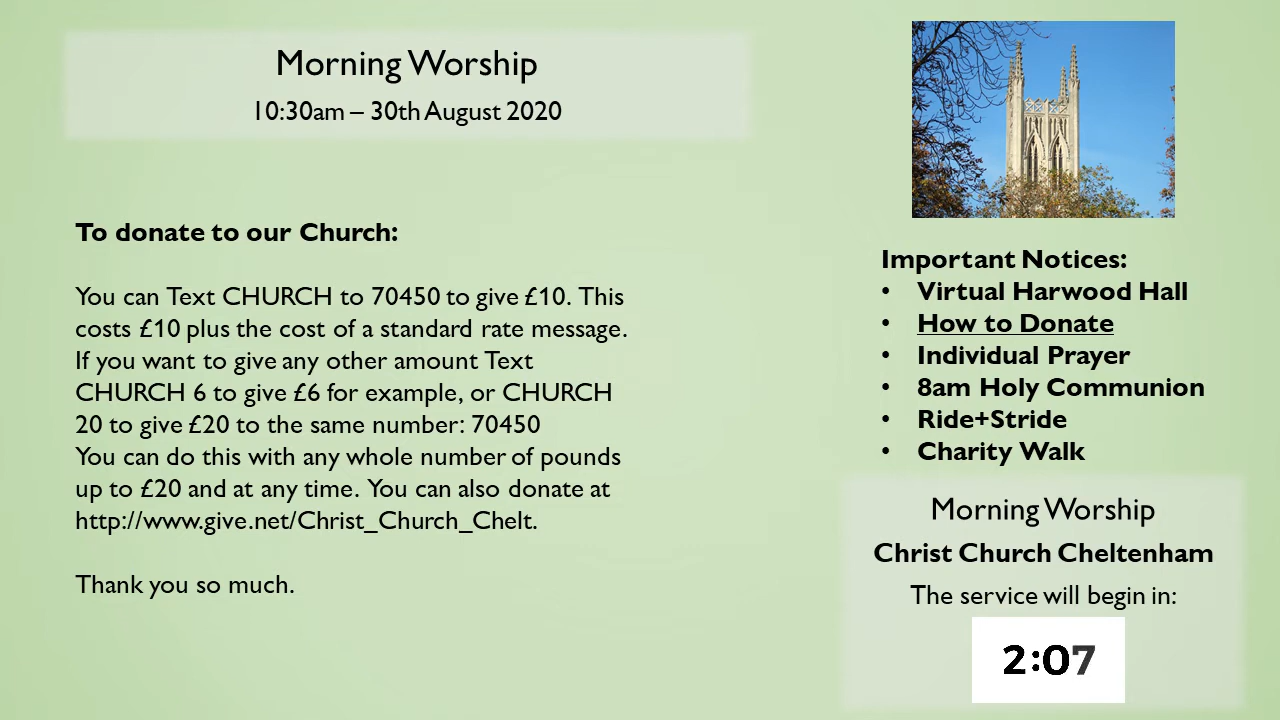 Morning Worship
10:30am – 30th August 2020
To donate to our Church:
You can Text CHURCH to 70450 to give £10. This
costs £10 plus the cost of a standard rate message.
If you want to give any other amount Text
CHURCH 6 to give £6 for example, or CHURCH
20 to give £20 to the same number: 70450
You can do this with any whole number of pounds
up to £20 and at any time. You can also donate at
http://www.give.net/Christ_Church_Chelt.
Thank you so much.
Important Notices:
• Virtual Harwood Hall
• How to Donate
• Individual Prayer
• 8am Holy Communion
• Ride+Stride
• Charity Walk
Morning Worship
Christ Church Cheltenham
The service will begin in:
2:07